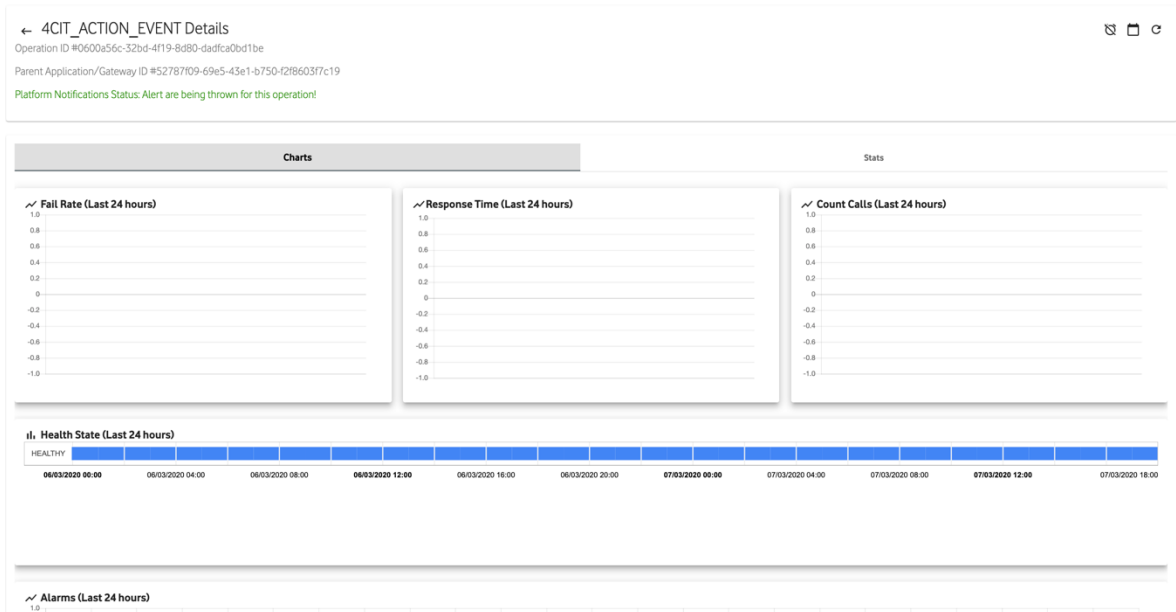 4CIT_ACTION_EVENT Details
Operation ID #0600a56c-32bd-4f19-8d80-dadfca0bd1be
Parent Application/Gateway ID #52787f09-69e5-43e1-b750-f2f8603f7c19
Platform Notifications Status: Alert are being thrown for this operation!
Charts
Stats
Fail Rate (Last 24 hours)
1.0
0.8
0.6
0.4
0.2
0
-0.2
-0.4
-0.6
-0.8
-1.0
Response Time (Last 24 hours)
1.0
0.8
0.6
0.4
0.2
0
-0.2
-0.4
-0.6
-0.8
-1.0
Count Calls (Last 24 hours)
1.0
0.8
0.6
0.4
0.2
0
-0.2
-0.4
-0.6
-0.8
-1.0
Health State (Last 24 hours)
HEALTHY
06/03/2020 00:00 06/03/2020 04:00 06/03/2020 08:00 06/03/2020 12:00 06/03/2020 16:00 06/03/2020 20:00 07/03/2020 00:00 07/03/2020 04:00 07/03/2020 08:00 07/03/2020 12:00 07/03/2020 18:00
Alarms (Last 24 hours)
1.0